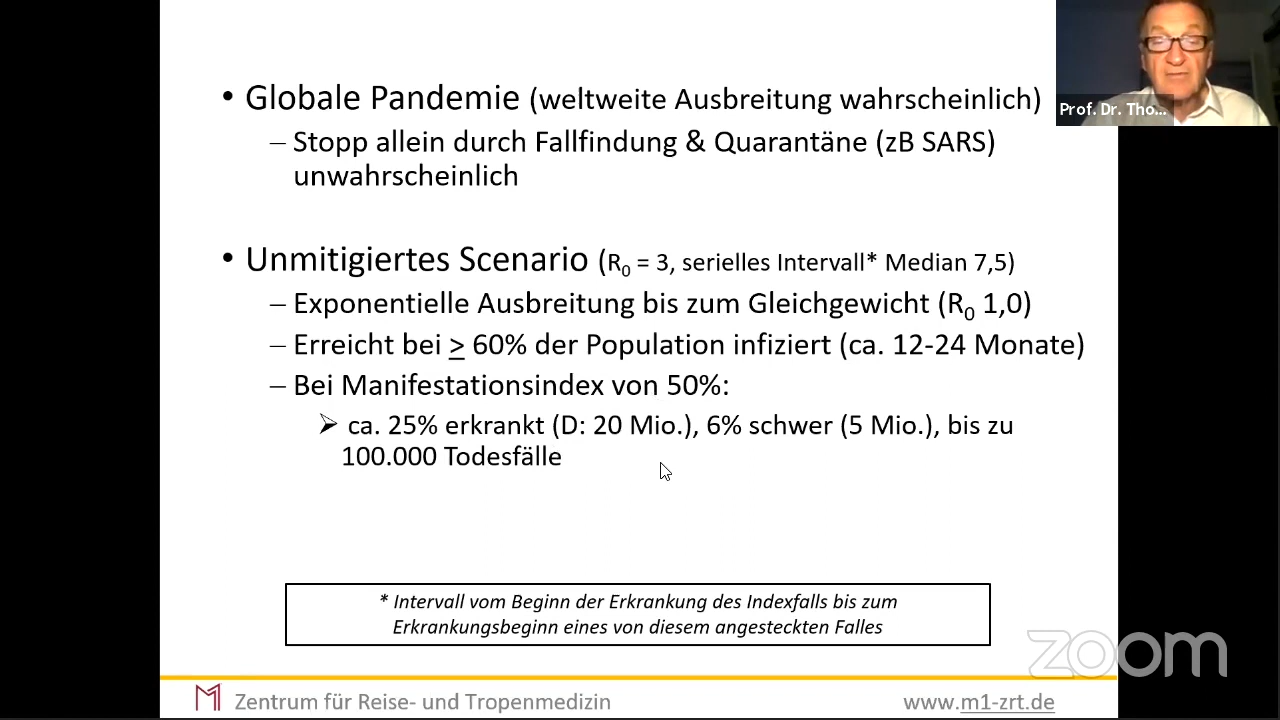 • Globale Pandemie (weltweite Ausbreitung wahrscheinlich)
– Stopp allein durch Fallfindung & Quarantäne (zB SARS)
unwahrscheinlich
• Unmitigiertes Scenario (R₀ = 3, serielles Intervall* Median 7,5)
– Exponentielle Ausbreitung bis zum Gleichgewicht (R₀ 1,0)
– Erreicht bei > 60% der Population infiziert (ca. 12-24 Monate)
– Bei Manifestationsindex von 50%:
➢ ca. 25% erkrankt (D: 20 Mio.), 6% schwer (5 Mio.), bis zu
100.000 Todesfälle
* Intervall vom Beginn der Erkrankung des Indexfalls bis zum
Erkrankungsbeginn eines von diesem angesteckten Falles
Zentrum für Reise- und Tropenmedizin
www.m1-zrt.de
Prof. Dr. Tho...
zoom